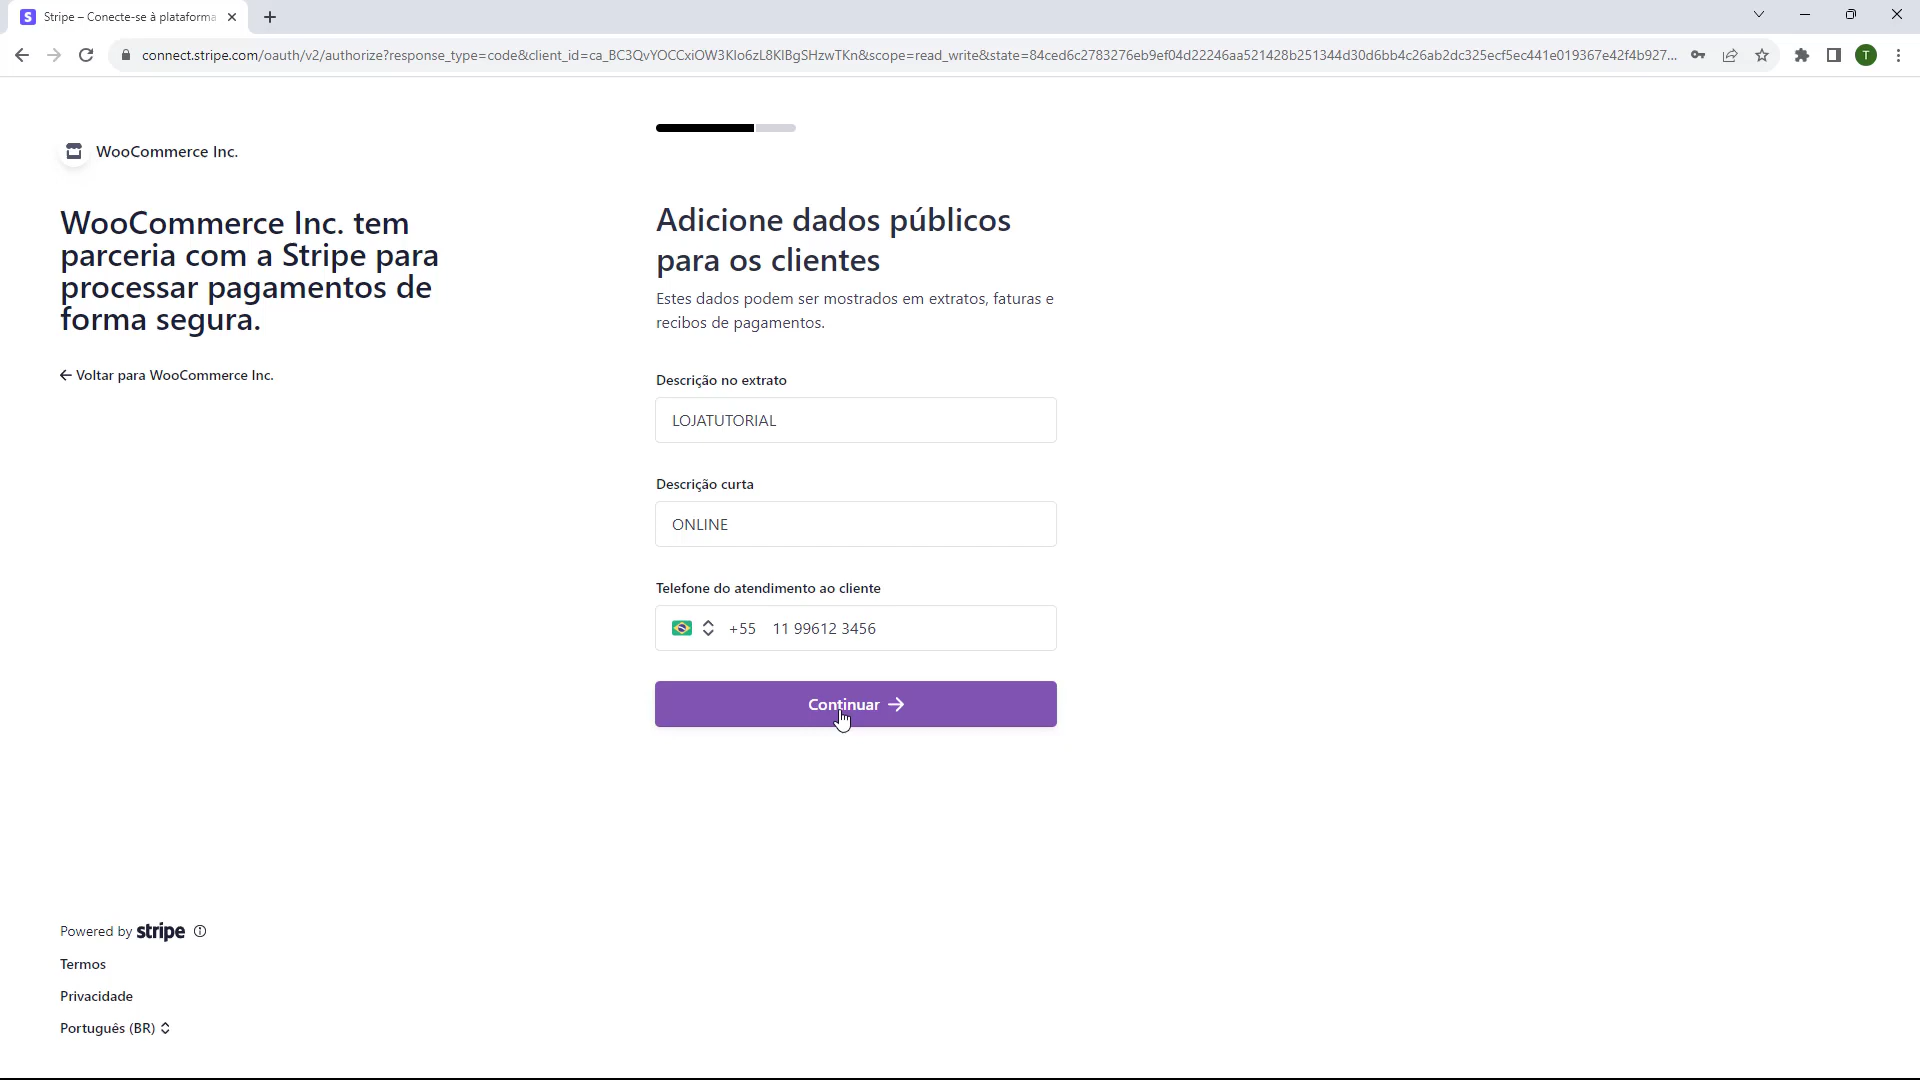 Stripe – Conecte-se à plataforma
connect.stripe.com/oauth/v2/authorize?response_type=code&client_id=ca_BC3QvYOCCxiOW3Klo6zL8KIBgSHzwTKn&scope=read_write&state=84ced6c2783276eb9ef04d22246aa521428b251344d30d6bb4c26ab2dc325ecf5ec441e019367e42f4b927...
T
WooCommerce Inc.
WooCommerce Inc. tem
parceria com a Stripe para
processar pagamentos de
forma segura.
Voltar para WooCommerce Inc.
Adicione dados públicos
para os clientes
Estes dados podem ser mostrados em extratos, faturas e
recibos de pagamentos.
Descrição no extrato
LOJATUTORIAL
Descrição curta
ONLINE
Telefone do atendimento ao cliente
+55 11 99612 3456
Continuar
Powered by stripe
Termos
Privacidade
Português (BR)